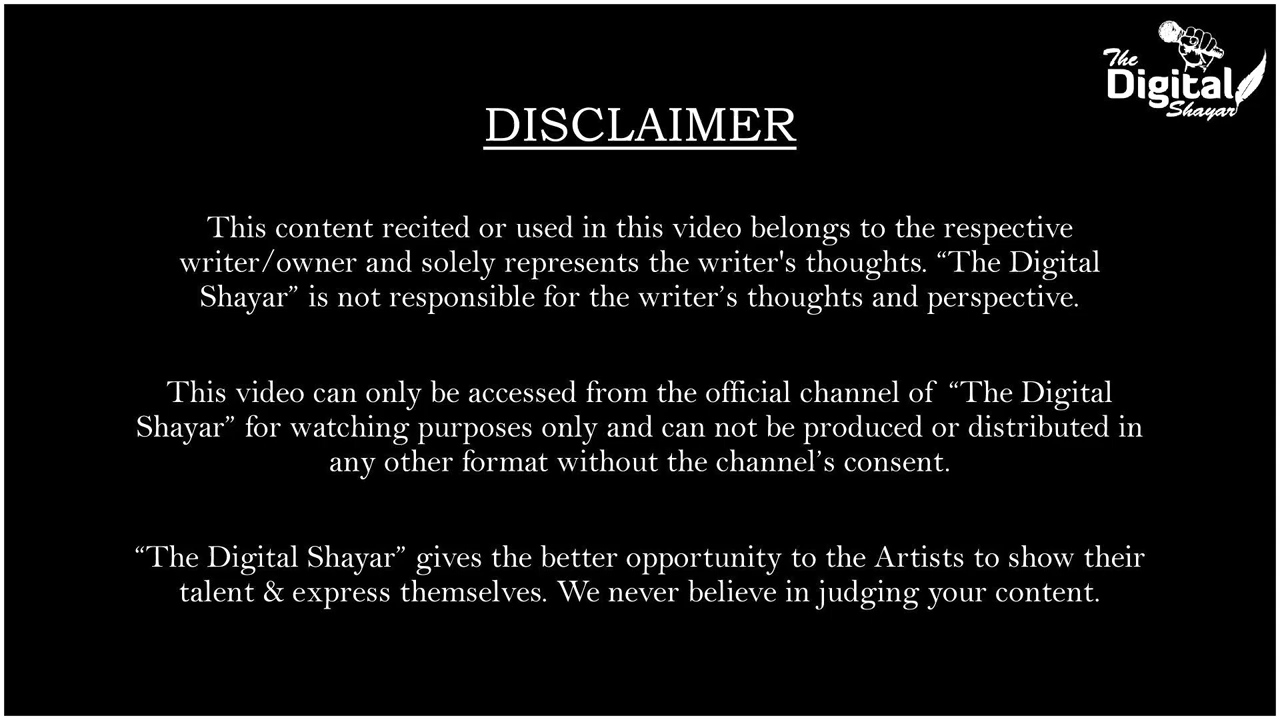 The
Digital
Shayar
DISCLAIMER
This content recited or used in this video belongs to the respective
writer/owner and solely represents the writer's thoughts. “The Digital
Shayar” is not responsible for the writer’s thoughts and perspective.
This video can only be accessed from the official channel of “The Digital
Shayar” for watching purposes only and can not be produced or distributed in
any other format without the channel’s consent.
“The Digital Shayar” gives the better opportunity to the Artists to show their
talent & express themselves. We never believe in judging your content.